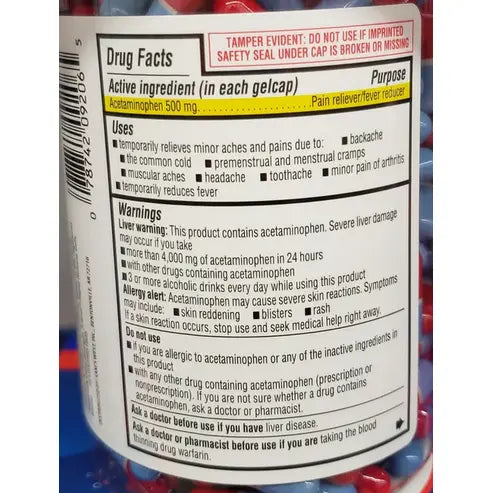 TAMPER EVIDENT: DO NOT USE IF IMPRINTED
SAFETY SEAL UNDER CAP IS BROKEN OR MISSING
Drug Facts
Active ingredient (in each gelcap) Purpose
Acetaminophen 500 mg. Pain reliever/fever reducer
Uses
■ temporarily relieves minor aches and pains due to: ■ backache
■ the common cold ■ premenstrual and menstrual cramps
■ muscular aches ■ headache ■ toothache ■ minor pain of arthritis
■ temporarily reduces fever
Warnings
Liver warning: This product contains acetaminophen. Severe liver damage
may occur if you take
■ more than 4,000 mg of acetaminophen in 24 hours
■ with other drugs containing acetaminophen
■ 3 or more alcoholic drinks every day while using this product
Allergy alert: Acetaminophen may cause severe skin reactions. Symptoms
may include: ■ skin reddening ■ blisters ■ rash
If a skin reaction occurs, stop use and seek medical help right away.
Do not use
■ if you are allergic to acetaminophen or any of the inactive ingredients in
this product
■ with any other drug containing acetaminophen (prescription or
nonprescription). If you are not sure whether a drug contains
acetaminophen, ask a doctor or pharmacist.
Ask a doctor before use if you have liver disease.
Ask a doctor or pharmacist before use if you are taking the blood
thinning drug warfarin.
0 78742 09206 5